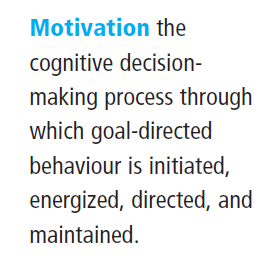 Motivation the
cognitive decision-
making process through
which goal-directed
behaviour is initiated,
energized, directed, and
maintained.